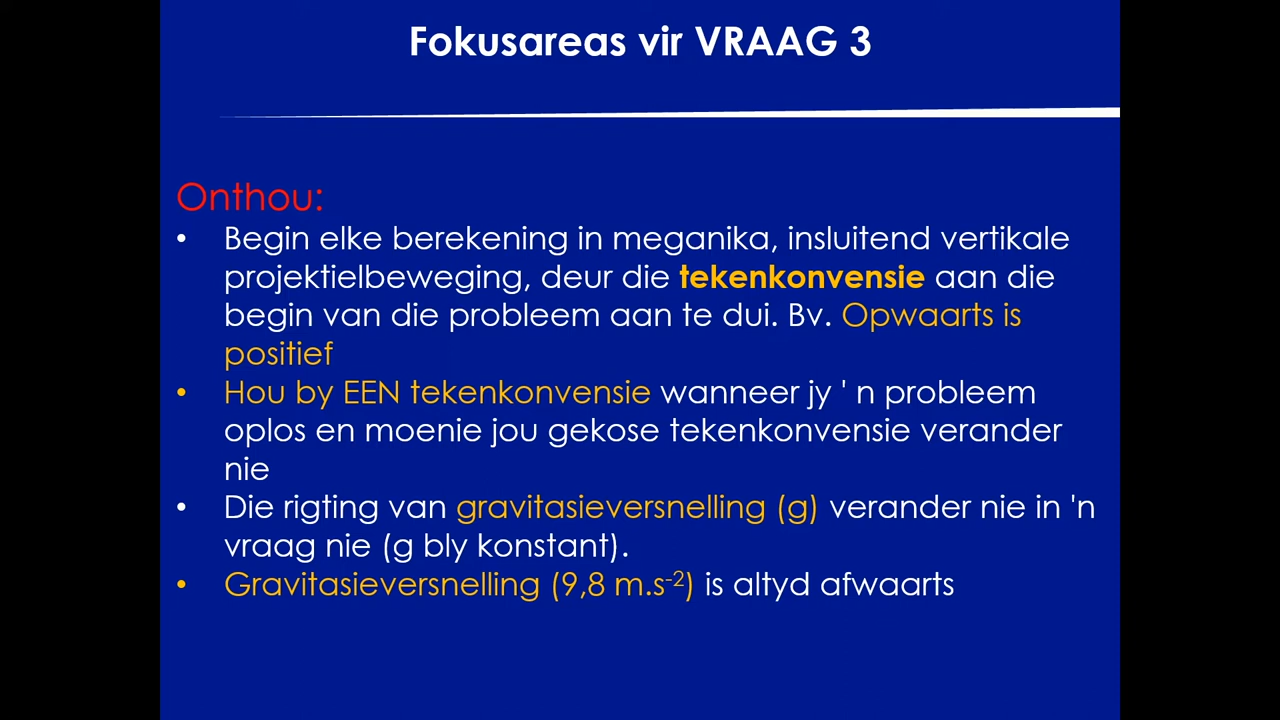 Fokusareas vir VRAAG 3
Onthou:
• Begin elke berekening in meganika, insluitend vertikale
projektielbeweging, deur die tekenkonvensie aan die
begin van die probleem aan te dui. Bv. Opwaarts is
positief
• Hou by EEN tekenkonvensie wanneer jy ' n probleem
oplos en moenie jou gekose tekenkonvensie verander
nie
• Die rigting van gravitasieversnelling (g) verander nie in 'n
vraag nie (g bly konstant).
• Gravitasieversnelling (9,8 m.s⁻²) is altyd afwaarts